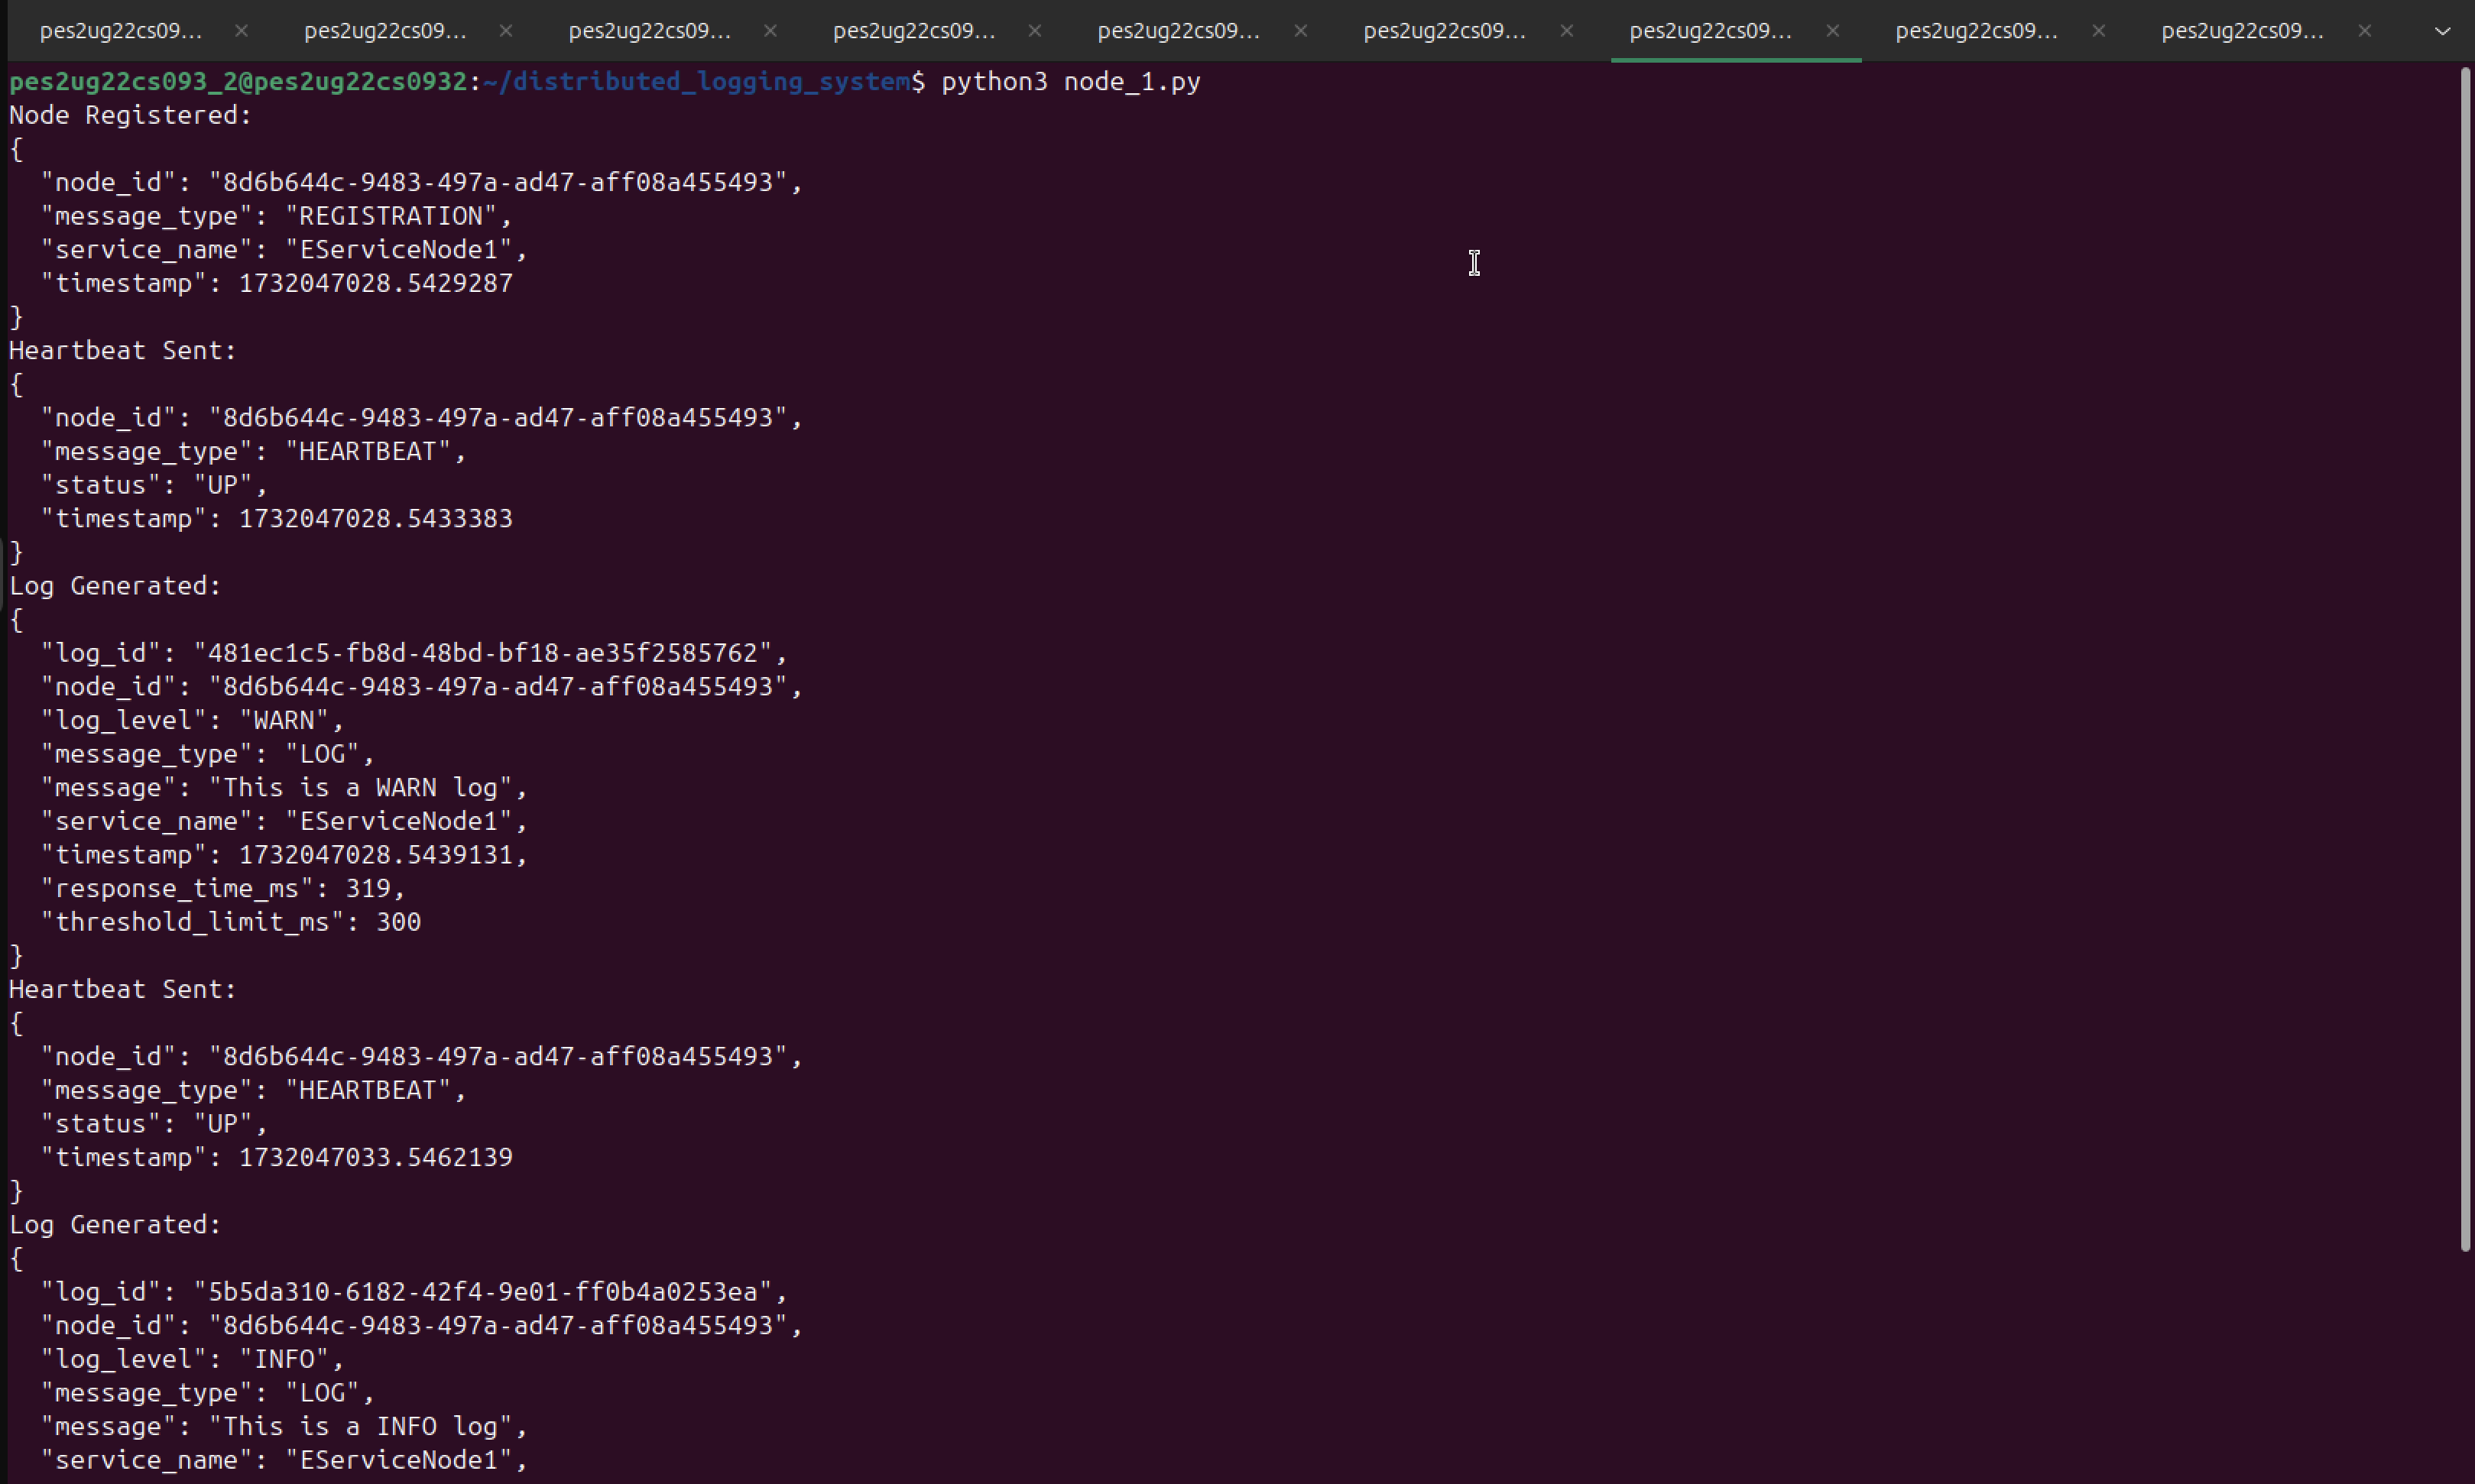 pes2ug22cs09... × pes2ug22cs09... × pes2ug22cs09... × pes2ug22cs09... × pes2ug22cs09... × pes2ug22cs09... × pes2ug22cs09... × pes2ug22cs09... × pes2ug22cs09... ×
pes2ug22cs093_2@pes2ug22cs0932:~/distributed_logging_system$ python3 node_1.py
Node Registered:
{
  "node_id": "8d6b644c-9483-497a-ad47-aff08a455493",
  "message_type": "REGISTRATION",
  "service_name": "EServiceNode1",
  "timestamp": 1732047028.5429287
}
Heartbeat Sent:
{
  "node_id": "8d6b644c-9483-497a-ad47-aff08a455493",
  "message_type": "HEARTBEAT",
  "status": "UP",
  "timestamp": 1732047028.5433383
}
Log Generated:
{
  "log_id": "481ec1c5-fb8d-48bd-bf18-ae35f2585762",
  "node_id": "8d6b644c-9483-497a-ad47-aff08a455493",
  "log_level": "WARN",
  "message_type": "LOG",
  "message": "This is a WARN log",
  "service_name": "EServiceNode1",
  "timestamp": 1732047028.5439131,
  "response_time_ms": 319,
  "threshold_limit_ms": 300
}
Heartbeat Sent:
{
  "node_id": "8d6b644c-9483-497a-ad47-aff08a455493",
  "message_type": "HEARTBEAT",
  "status": "UP",
  "timestamp": 1732047033.5462139
}
Log Generated:
{
  "log_id": "5b5da310-6182-42f4-9e01-ff0b4a0253ea",
  "node_id": "8d6b644c-9483-497a-ad47-aff08a455493",
  "log_level": "INFO",
  "message_type": "LOG",
  "message": "This is a INFO log",
  "service_name": "EServiceNode1",